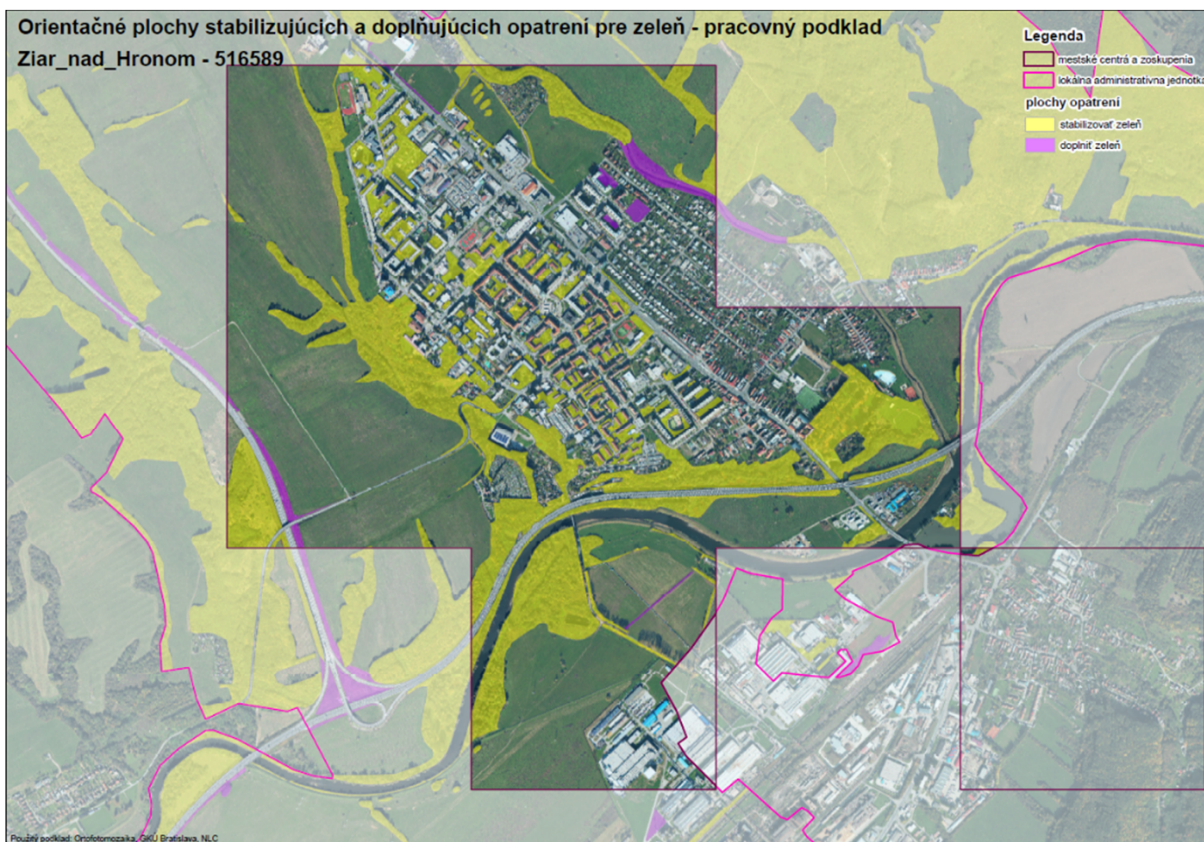 Orientačné plochy stabilizujúcich a doplňujúcich opatrení pre zeleň - pracovný podklad
Ziar_nad_Hronom - 516589
Legenda
mestské centrá a zoskupenia
lokálna administratívna jednotka
plochy opatrení
stabilizovať zeleň
doplniť zeleň
Použitý podklad: Ortofotomozaika, GKÚ Bratislava, NLC